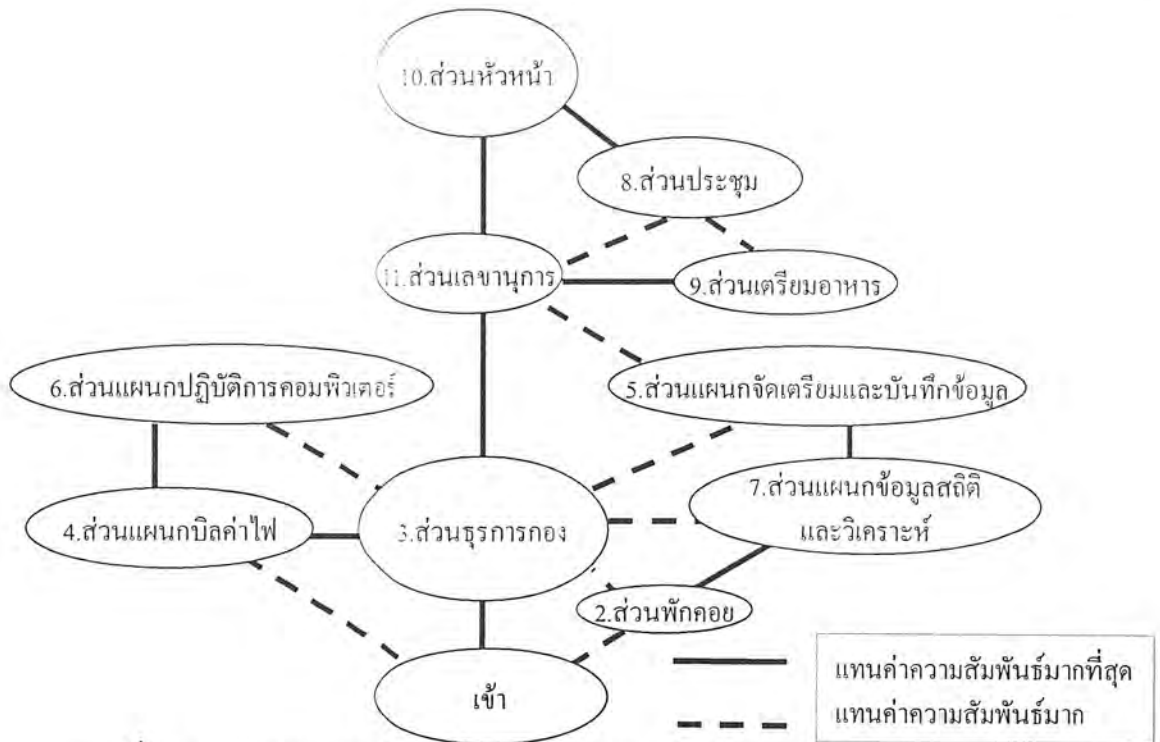 10.ส่วนหัวหน้า
8.ส่วนประชุม
11.ส่วนเลขานุการ
9.ส่วนเตรียมอาหาร
6.ส่วนแผนกปฏิบัติการคอมพิวเตอร์
5.ส่วนแผนกจัดเตรียมและบันทึกข้อมูล
7.ส่วนแผนกข้อมูลสถิติ
และวิเคราะห์
4.ส่วนแผนกบิลค่าไฟ
3.ส่วนธุรการกอง
2.ส่วนพักคอย
เข้า
แทนค่าความสัมพันธ์มากที่สุด
แทนค่าความสัมพันธ์มาก